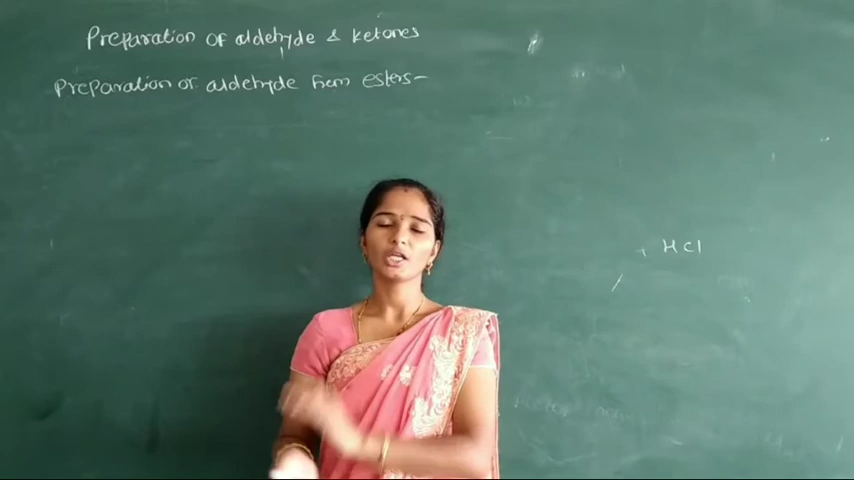 Preparation of aldehyde & Ketones
Preparation of aldehyde from esters-
+ HCl